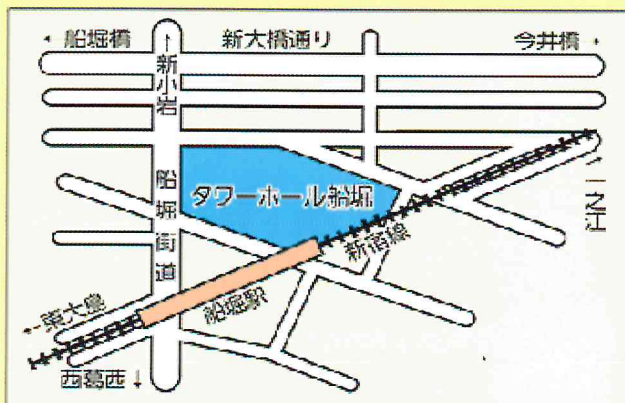 ← 船堀橋
新大橋通り
今井橋 →
↑新小岩
船堀街道
タワーホール船堀
新宿線
→一之江
船堀駅
←東大島
西葛西↓